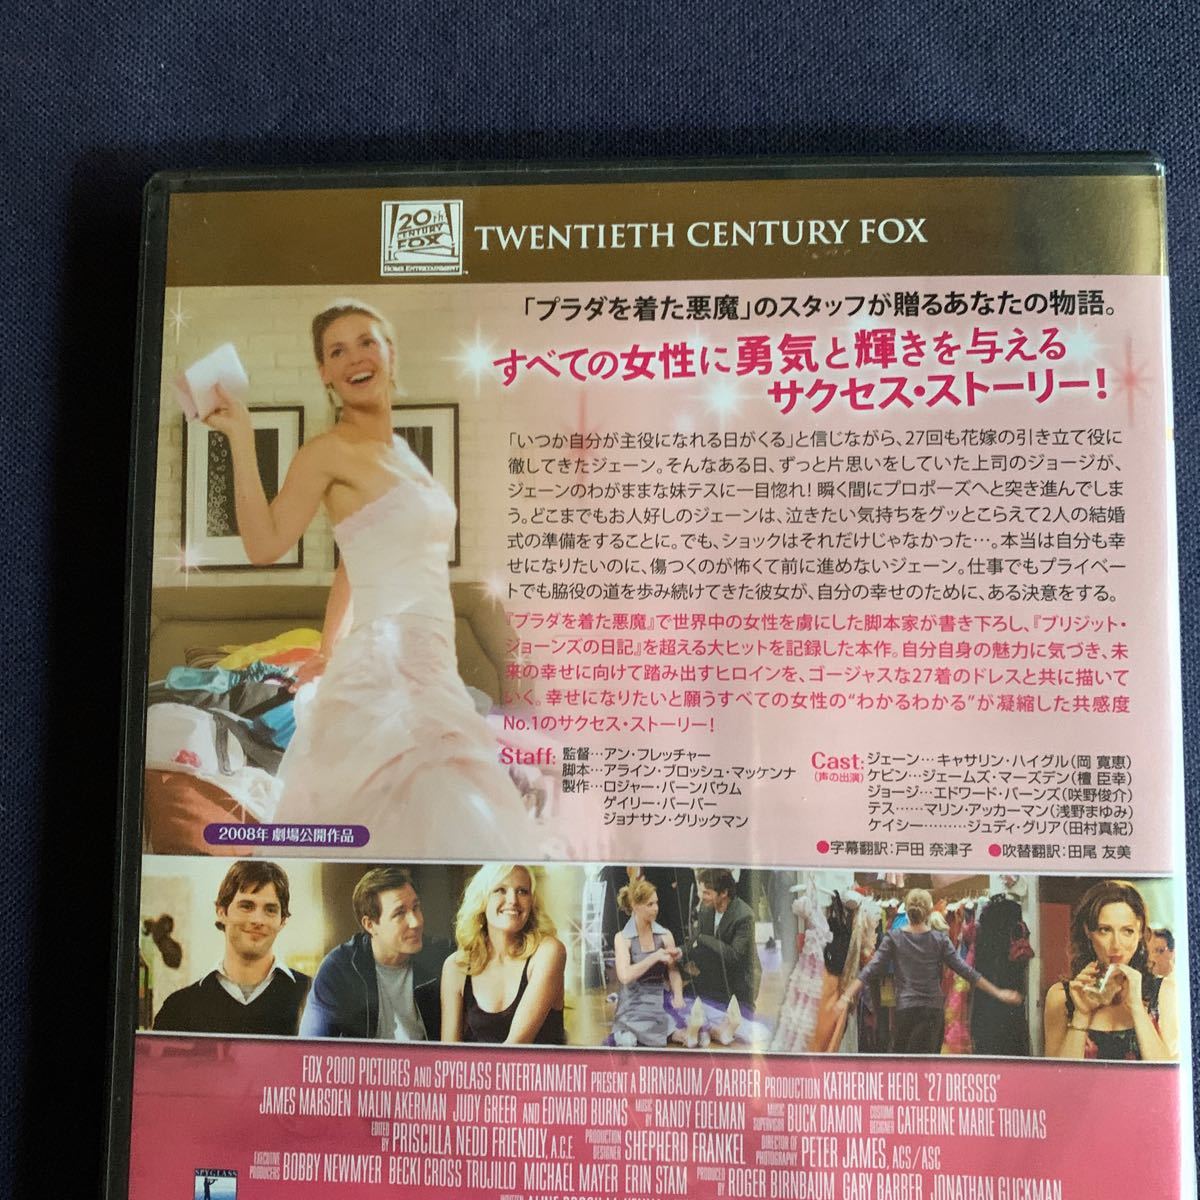 20th
CENTURY
FOX
HOME ENTERTAINMENT
TWENTIETH CENTURY FOX
「プラダを着た悪魔」のスタッフが贈るあなたの物語。
すべての女性に勇気と輝きを与える
サクセス・ストーリー!
「いつか自分が主役になれる日がくる」と信じながら、27回も花嫁の引き立て役に
徹してきたジェーン。そんなある日、ずっと片思いをしていた上司のジョージが、
ジェーンのわがままな妹テスに一目惚れ! 瞬く間にプロポーズへと突き進んでしま
う。どこまでもお人好しのジェーンは、泣きたい気持ちをグッとこらえて2人の結婚
式の準備をすることに。でも、ショックはそれだけじゃなかった…。本当は自分も幸
せになりたいのに、傷つくのが怖くて前に進めないジェーン。仕事でもプライベー
トでも脇役の道を歩み続けてきた彼女が、自分の幸せのために、ある決意をする。
『プラダを着た悪魔』で世界中の女性を虜にした脚本家が書き下ろし、『ブリジット・
ジョーンズの日記』を超える大ヒットを記録した本作。自分自身の魅力に気づき、未
来の幸せに向けて踏み出すヒロインを、ゴージャスな27着のドレスと共に描いて
いく。幸せになりたいと願うすべての女性の“わかるわかる”が凝縮した共感度
No.1のサクセス・ストーリー!
Staff: 監督…アン・フレッチャー
脚本…アライン・ブロッシュ・マッケンナ
製作…ロジャー・バーンバウム
ゲイリー・バーバー
ジョナサン・グリックマン
Cast: (声の出演) ジェーン…キャサリン・ハイグル(岡 寛恵)
ケビン…ジェームズ・マーズデン(檀 臣幸)
ジョージ…エドワード・バーンズ(咲野俊介)
テス……マリン・アッカーマン(浅野まゆみ)
ケイシー………ジュディ・グリア(田村真紀)
●字幕翻訳:戸田 奈津子 ●吹替翻訳:田尾 友美
2008年 劇場公開作品
FOX 2000 PICTURES AND SPYGLASS ENTERTAINMENT PRESENT A BIRNBAUM/BARBER PRODUCTION KATHERINE HEIGL "27 DRESSES"
JAMES MARSDEN MALIN AKERMAN JUDY GREER AND EDWARD BURNS MUSIC BY RANDY EDELMAN MUSIC SUPERVISION BUCK DAMON COSTUME DESIGNER CATHERINE MARIE THOMAS
EDITED BY PRISCILLA NEDD FRIENDLY, A.C.E. PRODUCTION DESIGNER SHEPHERD FRANKEL DIRECTOR OF PHOTOGRAPHY PETER JAMES, ACS/ASC
EXECUTIVE PRODUCERS BOBBY NEWMYER BECKI CROSS TRUJILLO MICHAEL MAYER ERIN STAM PRODUCED BY ROGER BIRNBAUM GARY BARBER JONATHAN GLICKMAN
SPYGLASS